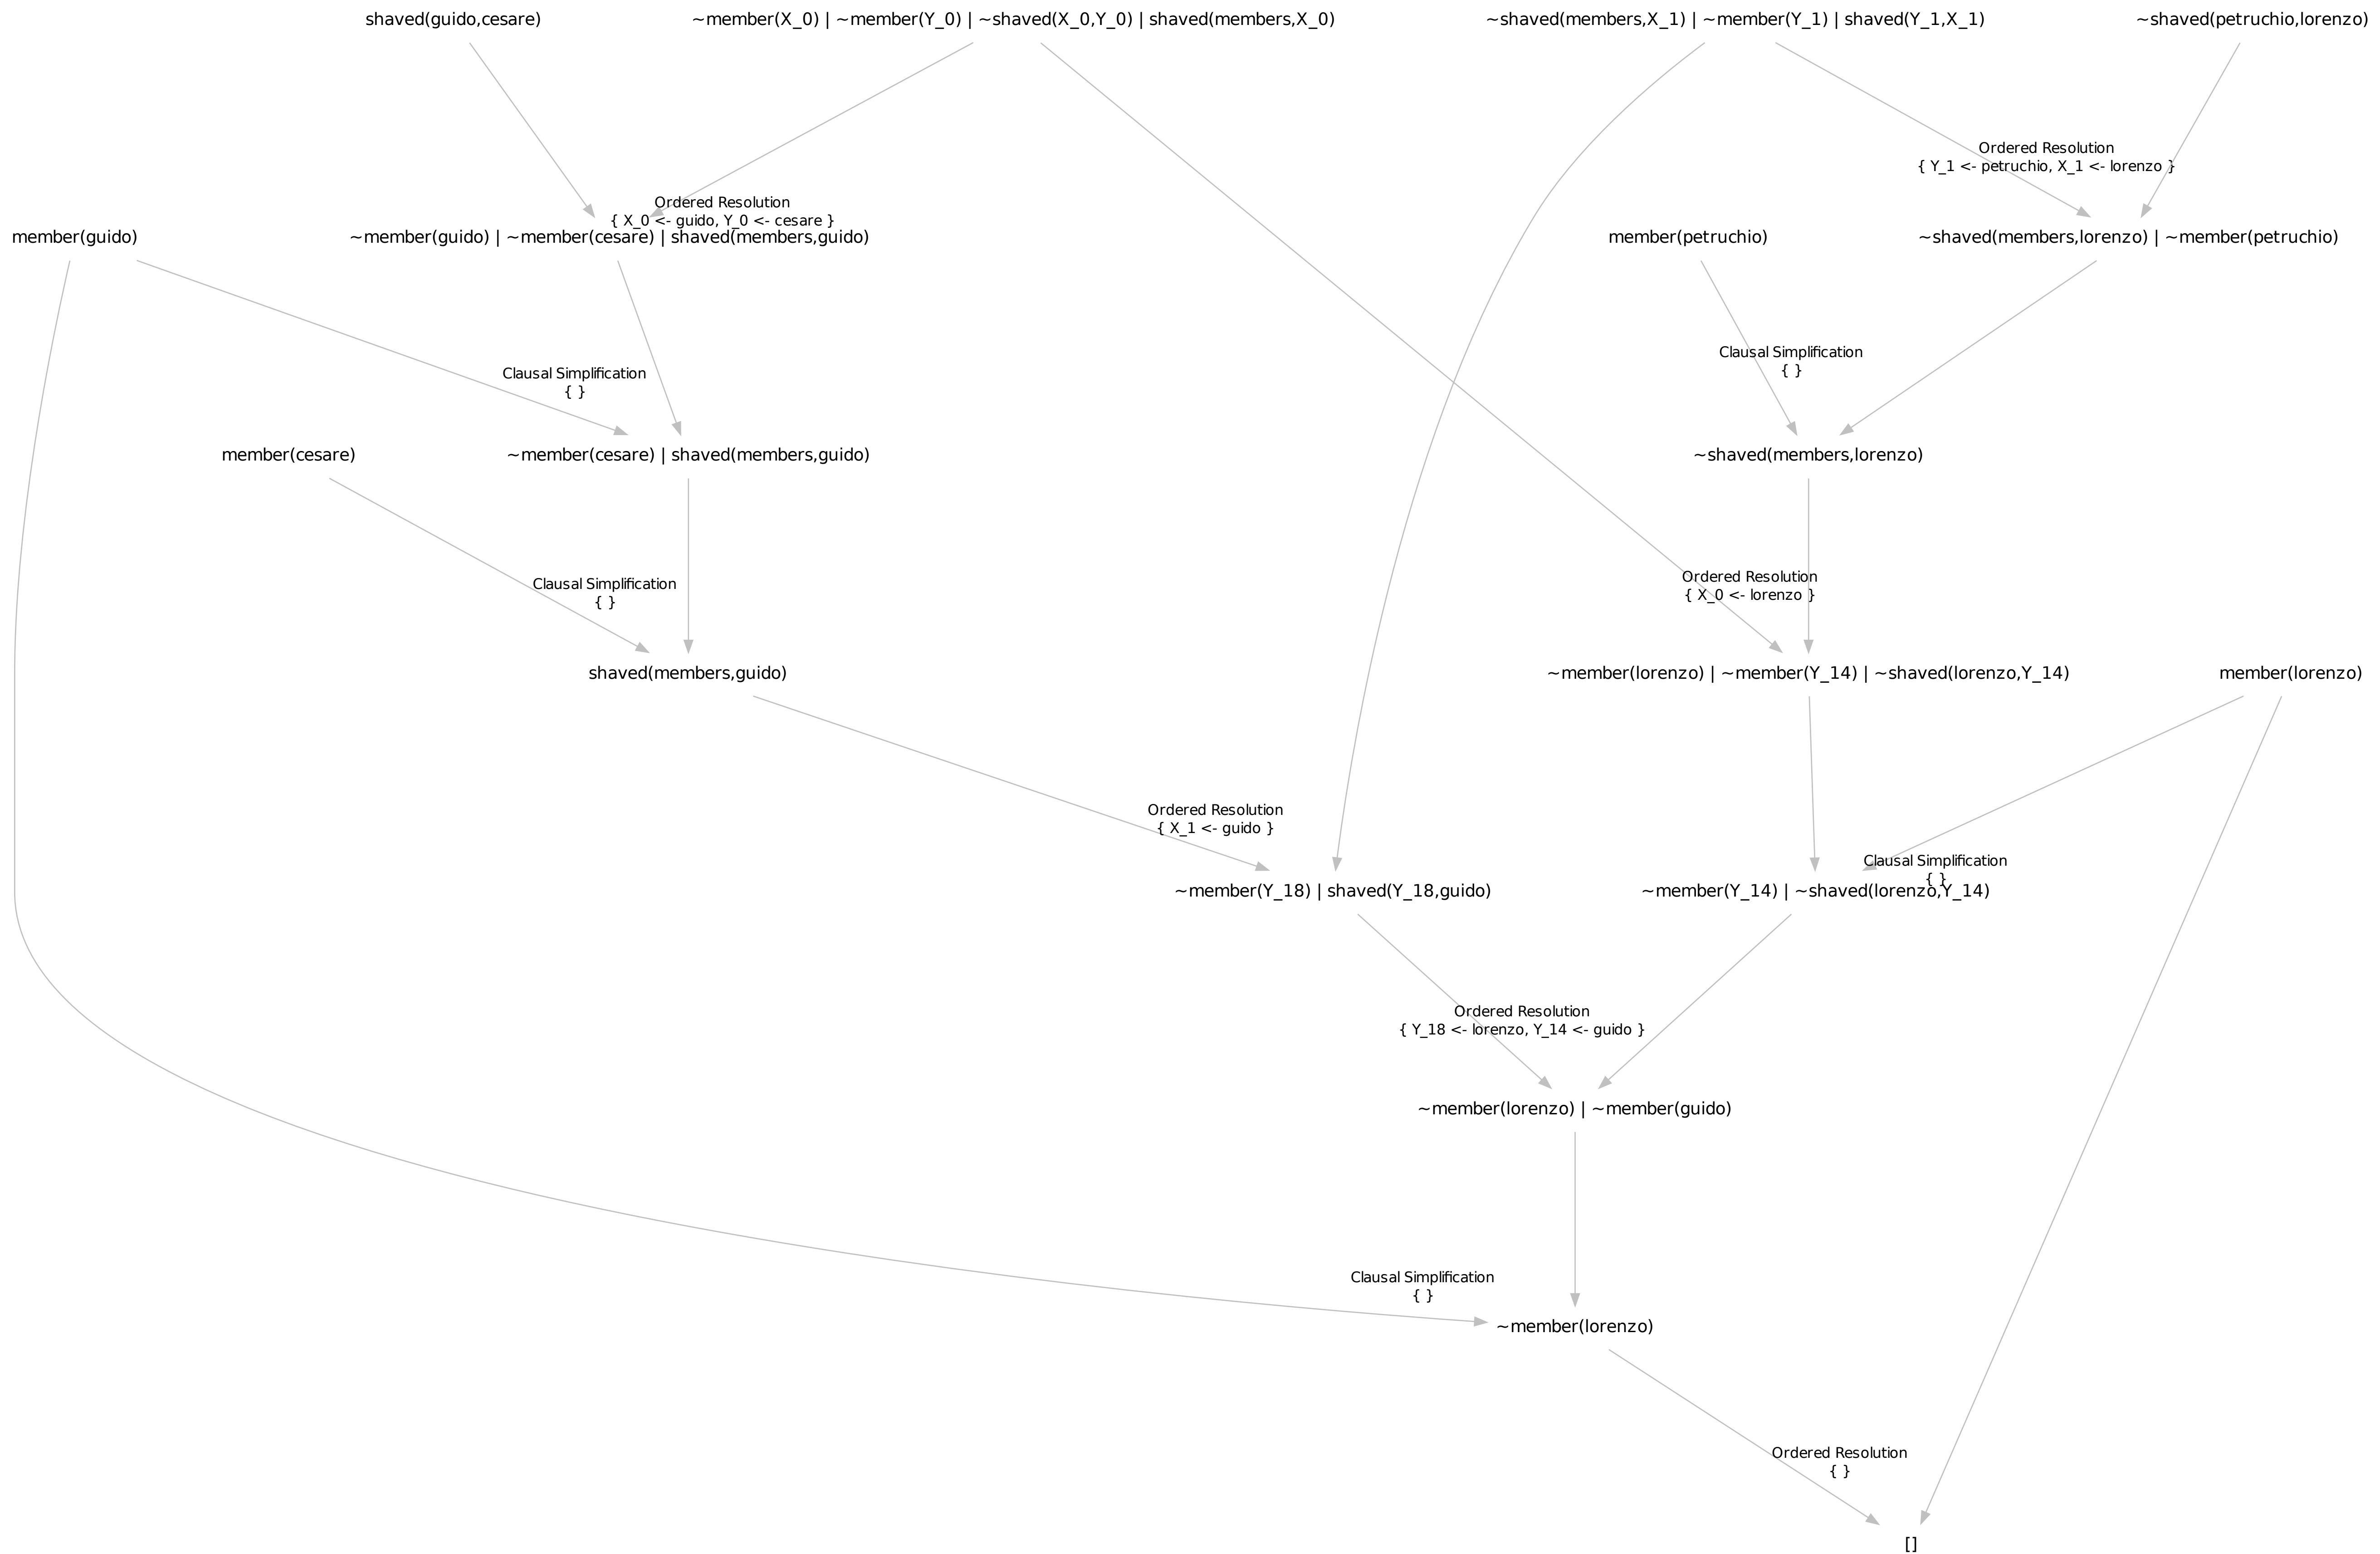 shaved(guido,cesare)
~member(X_0) | ~member(Y_0) | ~shaved(X_0,Y_0) | shaved(members,X_0)
~shaved(members,X_1) | ~member(Y_1) | shaved(Y_1,X_1)
~shaved(petruchio,lorenzo)
Ordered Resolution
{ Y_1 <- petruchio, X_1 <- lorenzo }
Ordered Resolution
{ X_0 <- guido, Y_0 <- cesare }
member(guido)
~member(guido) | ~member(cesare) | shaved(members,guido)
member(petruchio)
~shaved(members,lorenzo) | ~member(petruchio)
Clausal Simplification
{ }
Clausal Simplification
{ }
member(cesare)
~member(cesare) | shaved(members,guido)
~shaved(members,lorenzo)
Clausal Simplification
{ }
Ordered Resolution
{ X_0 <- lorenzo }
shaved(members,guido)
~member(lorenzo) | ~member(Y_14) | ~shaved(lorenzo,Y_14)
member(lorenzo)
Ordered Resolution
{ X_1 <- guido }
Clausal Simplification
{ }
~member(Y_18) | shaved(Y_18,guido)
~member(Y_14) | ~shaved(lorenzo,Y_14)
Ordered Resolution
{ Y_18 <- lorenzo, Y_14 <- guido }
~member(lorenzo) | ~member(guido)
Clausal Simplification
{ }
~member(lorenzo)
Ordered Resolution
{ }
[]